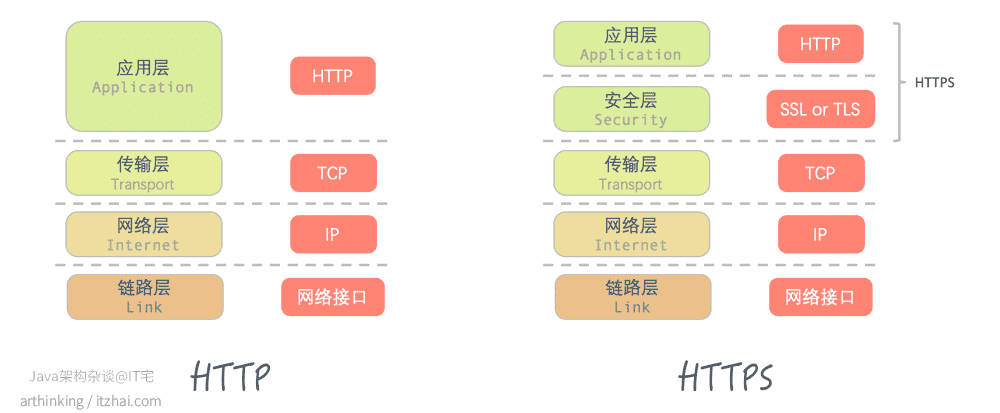 应用层
Application
HTTP
传输层
Transport
TCP
网络层
Internet
IP
链路层
Link
网络接口
HTTP
应用层
Application
HTTP
安全层
Security
SSL or TLS
HTTPS
传输层
Transport
TCP
网络层
Internet
IP
链路层
Link
网络接口
HTTPS
Java架构杂谈@IT宅
arthinking / itzhai.com